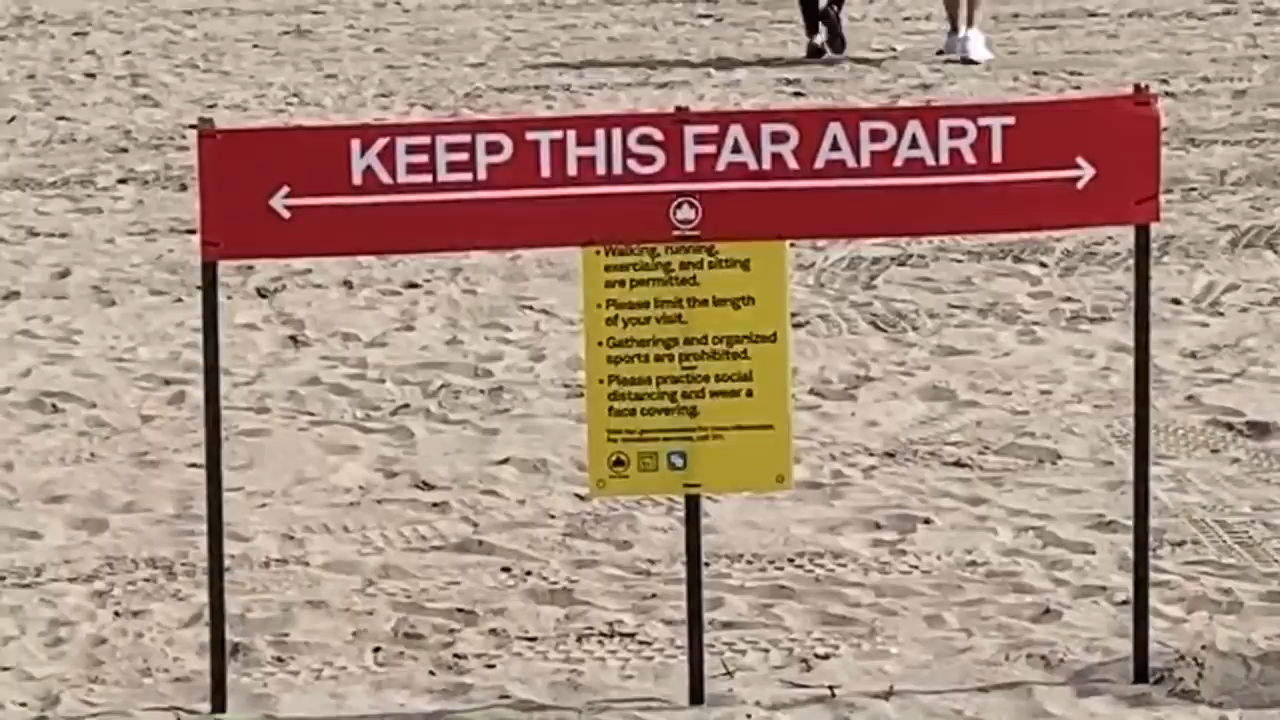 KEEP THIS FAR APART
• Walking, running,
exercising, and sitting
are permitted.
• Please limit the length
of your visit.
• Gatherings and organized
sports are prohibited.
• Please practice social
distancing and wear a
face covering.